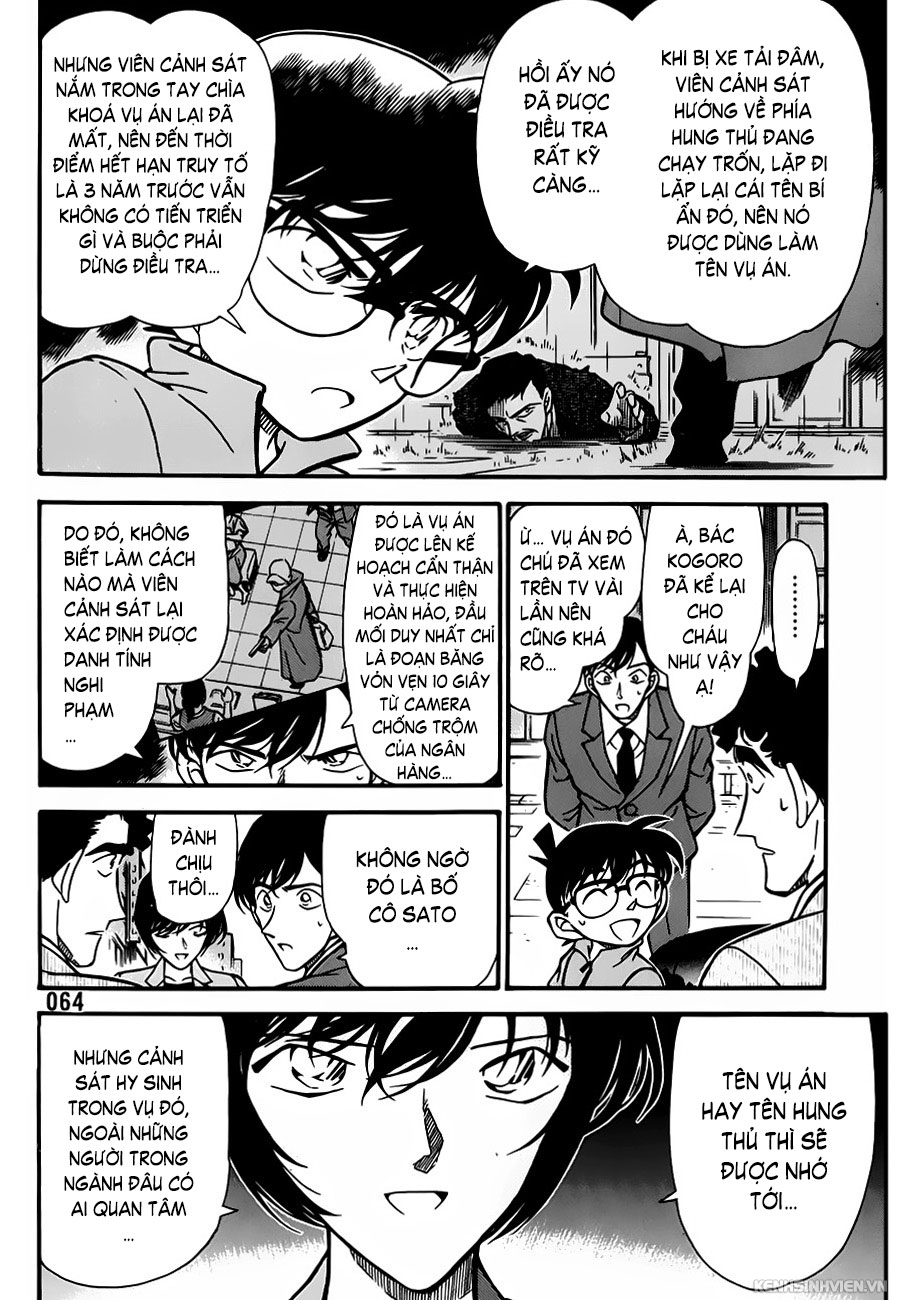 KHI BỊ XE TẢI ĐÂM,
VIÊN CẢNH SÁT
HƯỚNG VỀ PHÍA
HUNG THỦ ĐANG
CHẠY TRỐN, LẶP ĐI
LẶP LẠI CÁI TÊN BÍ
ẨN ĐÓ, NÊN NÓ
ĐƯỢC DÙNG LÀM
TÊN VỤ ÁN.
HỒI ẤY NÓ
ĐÃ ĐƯỢC
ĐIỀU TRA
RẤT KỸ
CÀNG...
NHƯNG VIÊN CẢNH SÁT
NẮM TRONG TAY CHÌA
KHOÁ VỤ ÁN LẠI ĐÃ
MẤT, NÊN ĐẾN THỜI
ĐIỂM HẾT HẠN TRUY TỐ
LÀ 3 NĂM TRƯỚC VẪN
KHÔNG CÓ TIẾN TRIỂN
GÌ VÀ BUỘC PHẢI
DỪNG ĐIỀU TRA...
.........
À, BÁC
KOGORO
ĐÃ KỂ LẠI
CHO
CHÁU
NHƯ VẬY
Ạ!
Ừ... VỤ ÁN ĐÓ
CHÚ ĐÃ XEM
TRÊN TV VÀI
LẦN NÊN
CŨNG KHÁ
RÕ...
ĐÓ LÀ VỤ ÁN
ĐƯỢC LÊN KẾ
HOẠCH CẨN THẬN
VÀ THỰC HIỆN
HOÀN HẢO, ĐẦU
MỐI DUY NHẤT CHỈ
LÀ ĐOẠN BĂNG
VỎN VẸN 10 GIÂY
TỪ CAMERA
CHỐNG TRỘM
CỦA NGÂN
HÀNG...
DO ĐÓ, KHÔNG
BIẾT LÀM CÁCH
NÀO MÀ VIÊN
CẢNH SÁT LẠI
XÁC ĐỊNH ĐƯỢC
DANH TÍNH
NGHI
PHẠM
...
KHÔNG NGỜ
ĐÓ LÀ BỐ
CÔ SATO
...
ĐÀNH
CHỊU
THÔI...
064
TÊN VỤ ÁN
HAY TÊN HUNG
THỦ THÌ SẼ
ĐƯỢC NHỚ
TỚI...
NHƯNG CẢNH
SÁT HY SINH
TRONG VỤ ĐÓ,
NGOÀI NHỮNG
NGƯỜI TRONG
NGÀNH ĐÂU CÓ
AI QUAN TÂM
...
KENHSINHVIEN.VN